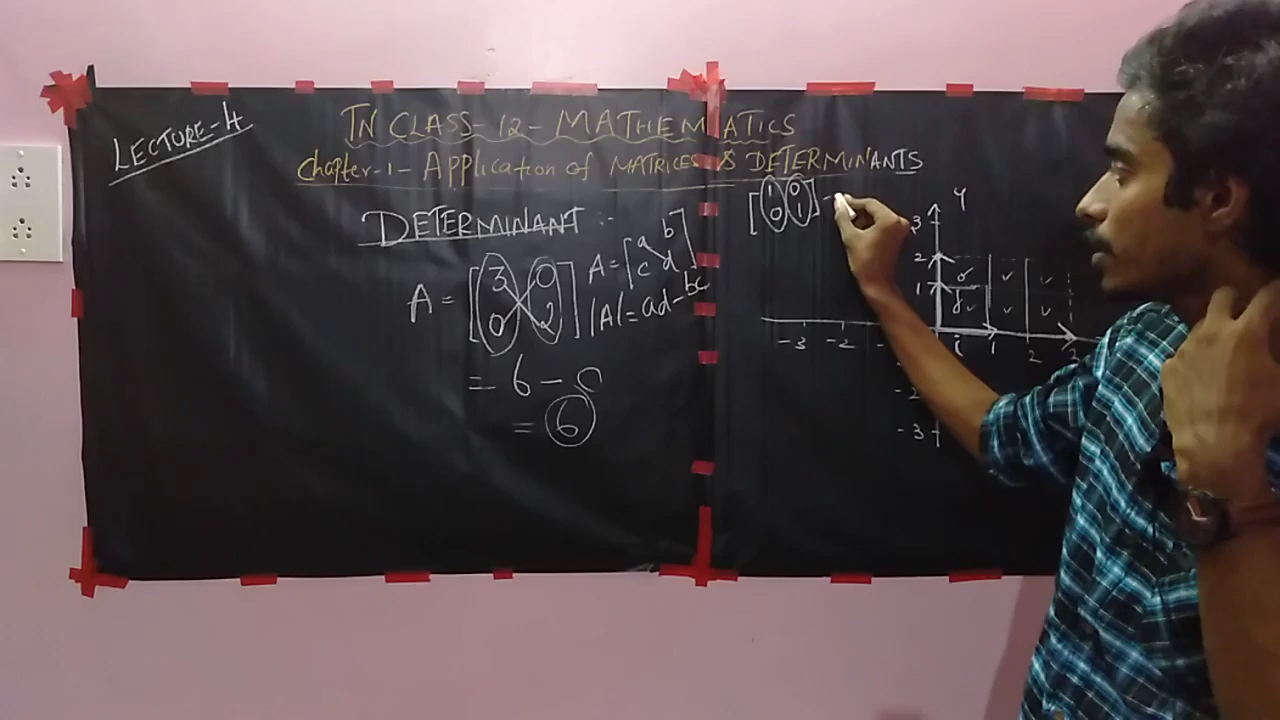 LECTURE-4
TN CLASS-12-MATHEMATICS
Chapter-1- Application of MATRICES & DETERMINANTS
DETERMINANT :-
A = [3 0
0 2]
= 6 - 0
= 6
A = [a b
c d]
|A| = ad - bc
[1 0
0 1] -
Y
3
2
1
-3 -2 - i 1 2 3
-2
-3